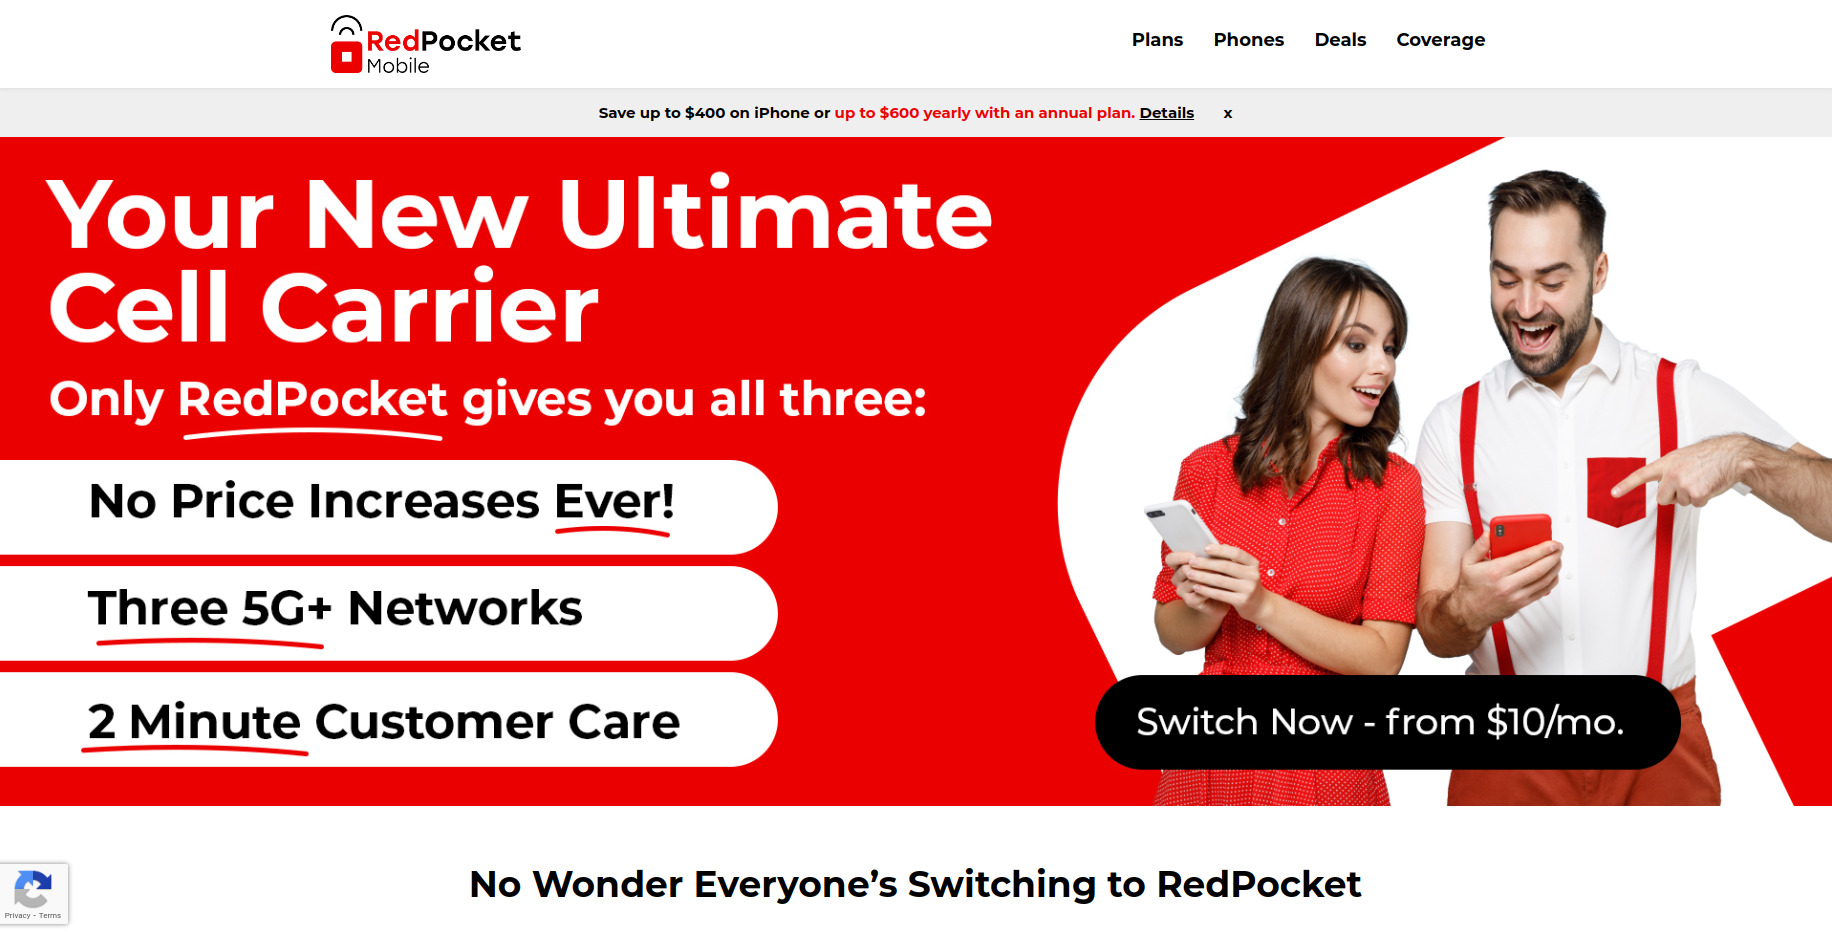 RedPocket
Mobile
Plans Phones Deals Coverage
Save up to $400 on iPhone or up to $600 yearly with an annual plan. Details x
Your New Ultimate
Cell Carrier
Only RedPocket gives you all three:
No Price Increases Ever!
Three 5G+ Networks
2 Minute Customer Care
Switch Now - from $10/mo.
No Wonder Everyone’s Switching to RedPocket
Privacy - Terms